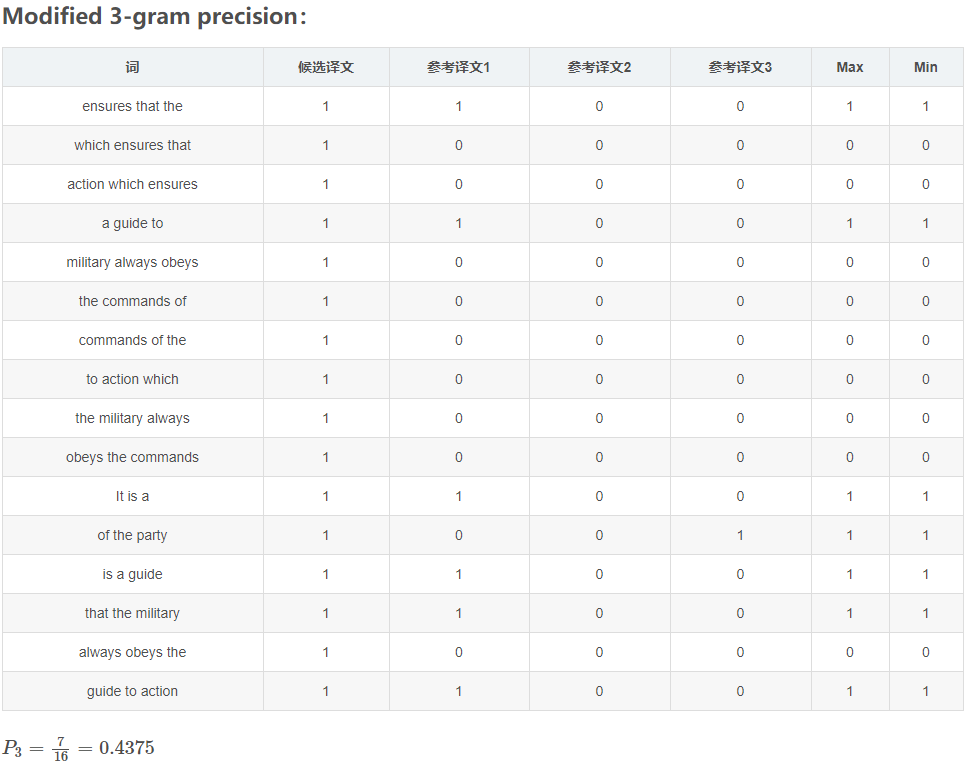 Modified 3-gram precision：
词 候选译文 参考译文1 参考译文2 参考译文3 Max Min
ensures that the 1 1 0 0 1 1
which ensures that 1 0 0 0 0 0
action which ensures 1 0 0 0 0 0
a guide to 1 1 0 0 1 1
military always obeys 1 0 0 0 0 0
the commands of 1 0 0 0 0 0
commands of the 1 0 0 0 0 0
to action which 1 0 0 0 0 0
the military always 1 0 0 0 0 0
obeys the commands 1 0 0 0 0 0
It is a 1 1 0 0 1 1
of the party 1 0 0 1 1 1
is a guide 1 1 0 0 1 1
that the military 1 1 0 0 1 1
always obeys the 1 0 0 0 0 0
guide to action 1 1 0 0 1 1
P₃ = 7/16 = 0.4375